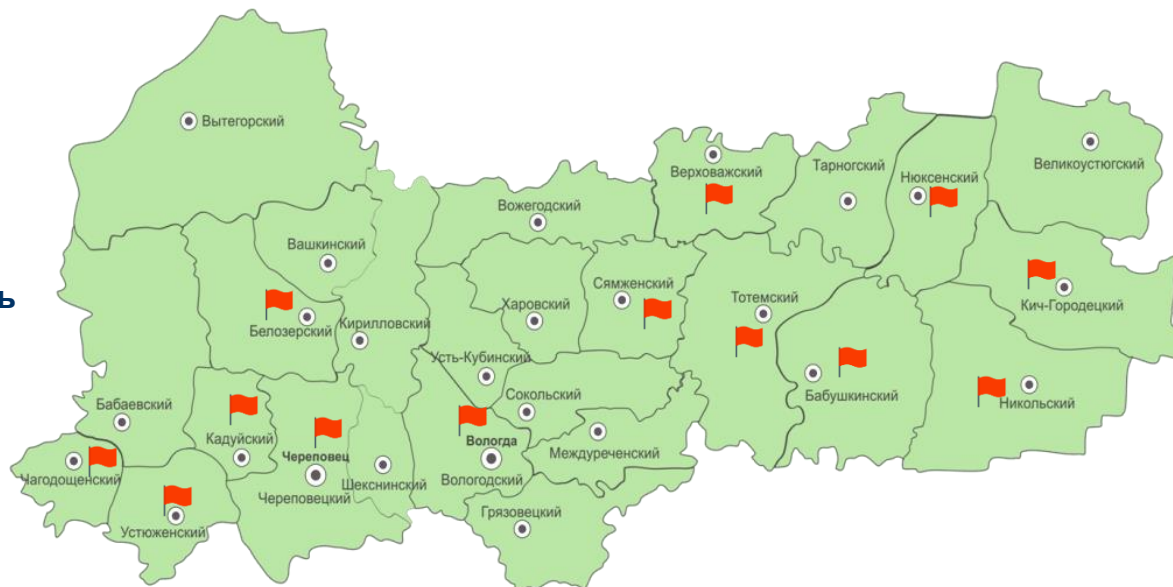 Вытегорский
Верховажский
Тарногский
Нюксенский
Великоустюгский
Вожегодский
Вашкинский
Сямженский
ь
Белозерский
Кирилловский
Харовский
Тотемский
Кич-Городецкий
Усть-Кубинский
Бабаевский
Сокольский
Бабушкинский
Никольский
Кадуйский
Череповец
Вологда
Междуреченский
Чагодощенский
Череповецкий
Шекснинский
Вологодский
Устюженский
Грязовецкий